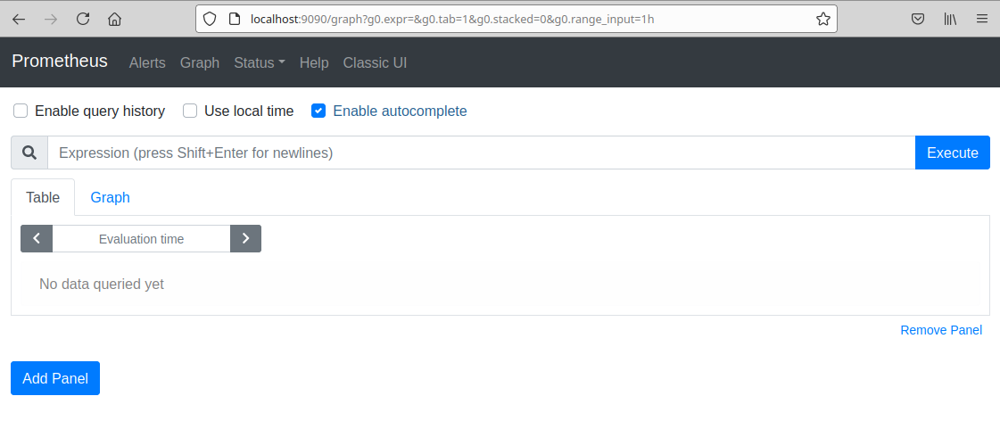 localhost:9090/graph?g0.expr=&g0.tab=1&g0.stacked=0&g0.range_input=1h
Prometheus Alerts Graph Status Help Classic UI
Enable query history Use local time Enable autocomplete
Expression (press Shift+Enter for newlines) Execute
Table Graph
Evaluation time
No data queried yet
Remove Panel
Add Panel